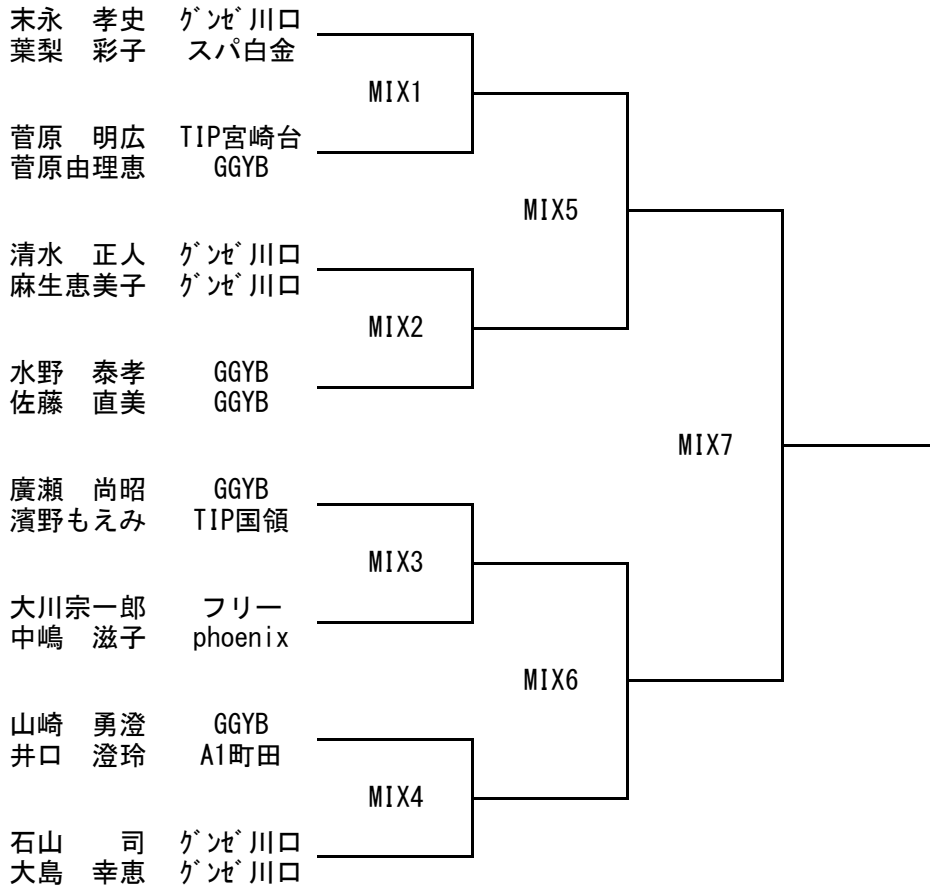 末永　孝史　ｸﾞﾝｾﾞ川口
葉梨　彩子　スパ白金
MIX1
菅原　明広　TIP宮崎台
菅原由理恵　GGYB
MIX5
清水　正人　ｸﾞﾝｾﾞ川口
麻生恵美子　ｸﾞﾝｾﾞ川口
MIX2
水野　泰孝　GGYB
佐藤　直美　GGYB
MIX7
廣瀬　尚昭　GGYB
濱野もえみ　TIP国領
MIX3
大川宗一郎　フリー
中嶋　滋子　phoenix
MIX6
山崎　勇澄　GGYB
井口　澄玲　A1町田
MIX4
石山　　司　ｸﾞﾝｾﾞ川口
大島　幸恵　ｸﾞﾝｾﾞ川口